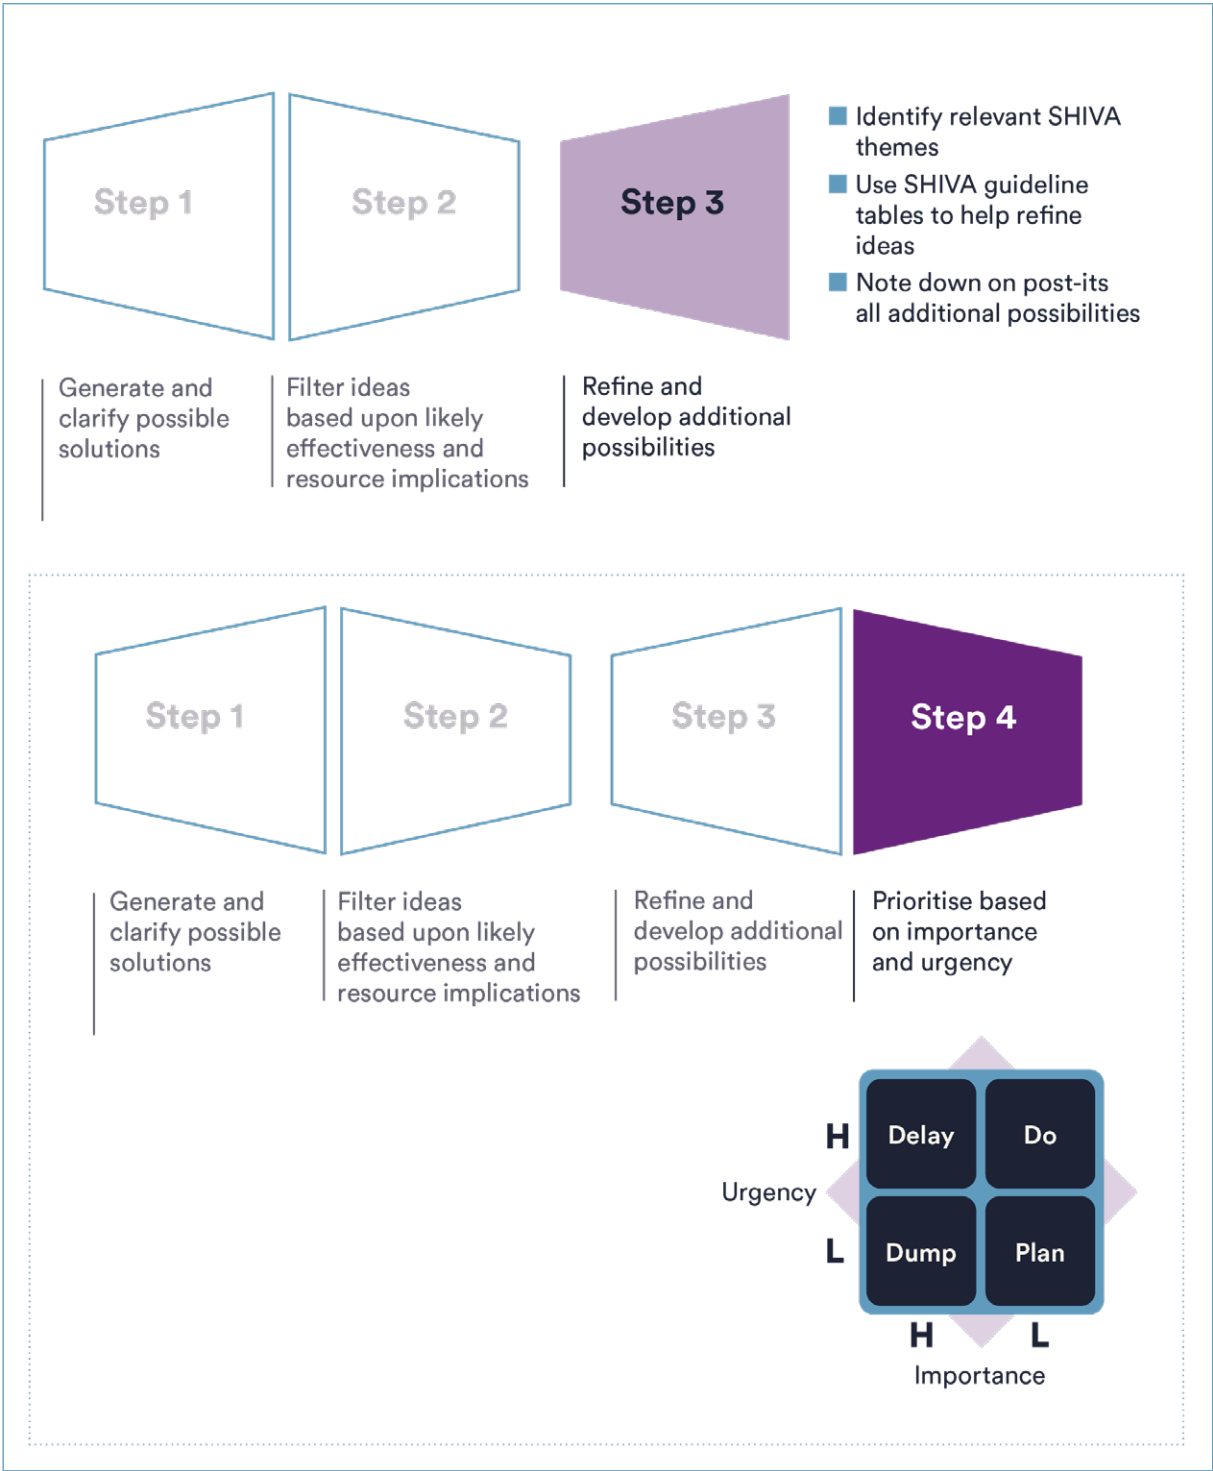 Step 1
Step 2
Step 3
Identify relevant SHIVA
themes
Use SHIVA guideline
tables to help refine
ideas
Note down on post-its
all additional possibilities
Generate and
clarify possible
solutions
Filter ideas
based upon likely
effectiveness and
resource implications
Refine and
develop additional
possibilities
Step 1
Step 2
Step 3
Step 4
Generate and
clarify possible
solutions
Filter ideas
based upon likely
effectiveness and
resource implications
Refine and
develop additional
possibilities
Prioritise based
on importance
and urgency
H
Delay
Do
Urgency
L
Dump
Plan
H
L
Importance